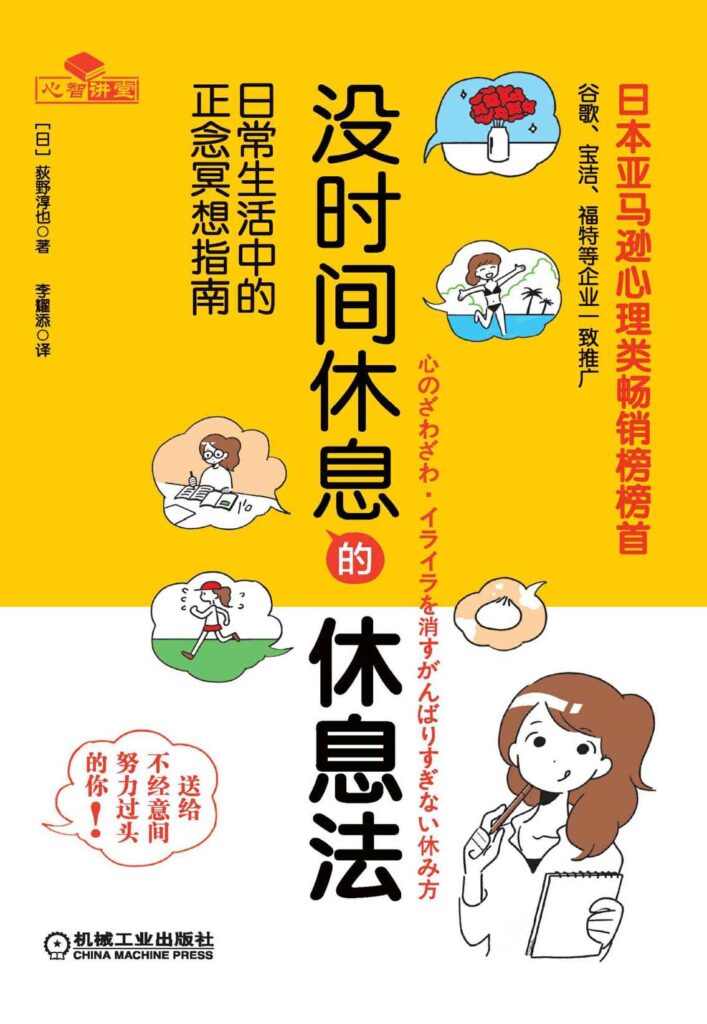 日本亚马逊心理类畅销榜榜首
谷歌、宝洁、福特等企业一致推广
心のざわざわ・イライラを消すがんばりすぎない休み方
没时间休息的休息法
日常生活中的
正念冥想指南
心智讲堂
[日] 荻野淳也◎著 李耀添◎译
送给
不经意间
努力过头
的你！
机械工业出版社
CHINA MACHINE PRESS